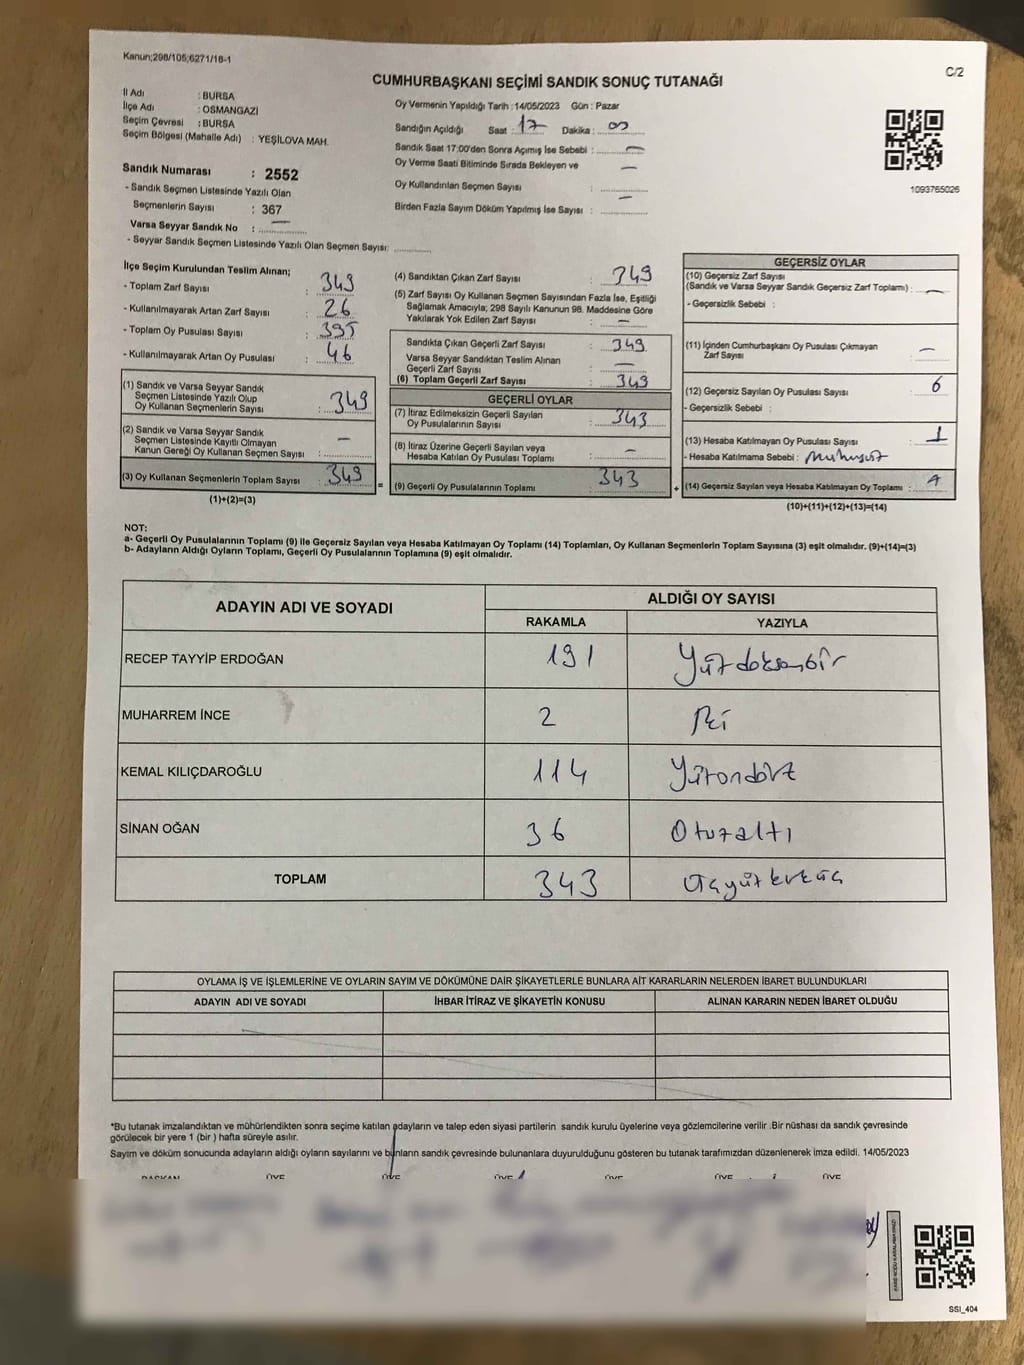 Kanun;298/105;6271/16-1
C/2
CUMHURBAŞKANI SEÇİMİ SANDIK SONUÇ TUTANAĞI
İl Adı : BURSA
İlçe Adı : OSMANGAZİ
Seçim Çevresi : BURSA
Seçim Bölgesi (Mahalle Adı) : YEŞİLOVA MAH.
Sandık Numarası : 2552
- Sandık Seçmen Listesinde Yazılı Olan
Seçmenlerin Sayısı : 367
Varsa Seyyar Sandık No : —
- Seyyar Sandık Seçmen Listesinde Yazılı Olan Seçmen Sayısı:
Oy Vermenin Yapıldığı Tarih :14/05/2023 Gün : Pazar
Sandığın Açıldığı Saat : 17 Dakika : 00
Sandık Saat 17:00'den Sonra Açımış İse Sebebi : —
Oy Verme Saati Bitiminde Sırada Bekleyen ve —
Oy Kullandırılan Seçmen Sayısı :
Birden Fazla Sayım Döküm Yapılmış İse Sayısı : —
1093765026
İlçe Seçim Kurulundan Teslim Alınan;
- Toplam Zarf Sayısı : 349
- Kullanılmayarak Artan Zarf Sayısı : 26
- Toplam Oy Pusulası Sayısı : 395
- Kullanılmayarak Artan Oy Pusulası : 46
(1) Sandık ve Varsa Seyyar Sandık
Seçmen Listesinde Yazılı Olup
Oy Kullanan Seçmenlerin Sayısı : 349
(2) Sandık ve Varsa Seyyar Sandık
Seçmen Listesinde Kayıtlı Olmayan
Kanun Gereği Oy Kullanan Seçmen Sayısı : —
(3) Oy Kullanan Seçmenlerin Toplam Sayısı : 349
(1)+(2)=(3)
=
(4) Sandıktan Çıkan Zarf Sayısı : 349
(5) Zarf Sayısı Oy Kullanan Seçmen Sayısından Fazla İse, Eşitliği
Sağlamak Amacıyla; 298 Sayılı Kanunun 98. Maddesine Göre
Yakılarak Yok Edilen Zarf Sayısı : —
Sandıkta Çıkan Geçerli Zarf Sayısı : 349
Varsa Seyyar Sandıktan Teslim Alınan
Geçerli Zarf Sayısı : —
(6) Toplam Geçerli Zarf Sayısı : 349
GEÇERLİ OYLAR
(7) İtiraz Edilmeksizin Geçerli Sayılan
Oy Pusulalarının Sayısı : 343
(8) İtiraz Üzerine Geçerli Sayılan veya
Hesaba Katılan Oy Pusulası Toplamı : —
(9) Geçerli Oy Pusulalarının Toplamı : 343
+
GEÇERSİZ OYLAR
(10) Geçersiz Zarf Sayısı
(Sandık ve Varsa Seyyar Sandık Geçersiz Zarf Toplamı) : —
- Geçersizlik Sebebi :
(11) İçinden Cumhurbaşkanı Oy Pusulası Çıkmayan
Zarf Sayısı : —
(12) Geçersiz Sayılan Oy Pusulası Sayısı : 6
- Geçersizlik Sebebi :
(13) Hesaba Katılmayan Oy Pusulası Sayısı : 1
- Hesaba Katılmama Sebebi :
(14) Geçersiz Sayılan veya Hesaba Katılmayan Oy Toplamı :
(10)+(11)+(12)+(13)=(14)
NOT:
a- Geçerli Oy Pusulalarının Toplamı (9) ile Geçersiz Sayılan veya Hesaba Katılmayan Oy Toplamı (14) Toplamları, Oy Kullanan Seçmenlerin Toplam Sayısına (3) eşit olmalıdır. (9)+(14)=(3)
b- Adayların Aldığı Oyların Toplamı, Geçerli Oy Pusulalarının Toplamına (9) eşit olmalıdır.
ADAYIN ADI VE SOYADI
ALDIĞI OY SAYISI
RAKAMLA YAZIYLA
RECEP TAYYİP ERDOĞAN 191 Yüzdoksanbir
MUHARREM İNCE 2 İki
KEMAL KILIÇDAROĞLU 114 Yüzondört
SİNAN OĞAN 36 Otuzaltı
TOPLAM 343
OYLAMA İŞ VE İŞLEMLERİNE VE OYLARIN SAYIM VE DÖKÜMÜNE DAİR ŞİKAYETLERLE BUNLARA AİT KARARLARIN NELERDEN İBARET BULUNDUKLARI
ADAYIN ADI VE SOYADI İHBAR İTİRAZ VE ŞİKAYETİN KONUSU ALINAN KARARIN NEDEN İBARET OLDUĞU
*Bu tutanak imzalandıktan ve mühürlendikten sonra seçime katılan adayların ve talep eden siyasi partilerin sandık kurulu üyelerine veya gözlemcilerine verilir .Bir nüshası da sandık çevresinde
görülecek bir yere 1 (bir ) hafta süreyle asılır.
Sayım ve döküm sonucunda adayların aldığı oyların sayılarını ve bunların sandık çevresinde bulunanlara duyurulduğunu gösteren bu tutanak tarafımızdan düzenlenerek imza edildi. 14/05/2023
BAŞKAN ÜYE ÜYE ÜYE ÜYE ÜYE ÜYE
SSI_404